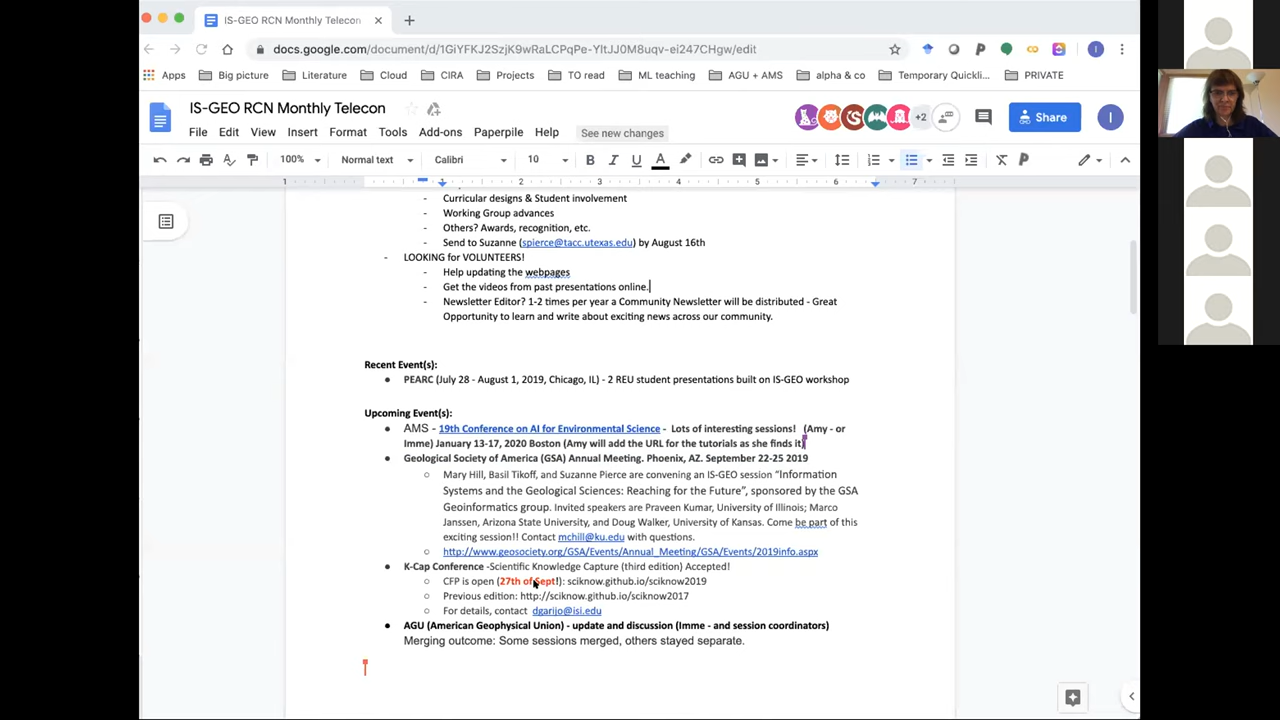 IS-GEO RCN Monthly Telecon
docs.google.com/document/d/1GiYFKJ2SzjK9wRaLCPqPe-YltJJ0M8uqv-ei247CHgw/edit
Apps Big picture Literature Cloud CIRA Projects TO read ML teaching AGU + AMS alpha & co Temporary Quickli... PRIVATE
IS-GEO RCN Monthly Telecon
File Edit View Insert Format Tools Add-ons Paperpile Help See new changes
+2 Share I
100% Normal text Calibri 10
1 1 2 3 4 5 6 7
- Curricular designs & Student involvement
- Working Group advances
- Others? Awards, recognition, etc.
- Send to Suzanne (spierce@tacc.utexas.edu) by August 16th
- LOOKING for VOLUNTEERS!
- Help updating the webpages
- Get the videos from past presentations online.
- Newsletter Editor? 1-2 times per year a Community Newsletter will be distributed - Great
Opportunity to learn and write about exciting news across our community.
Recent Event(s):
● PEARC (July 28 - August 1, 2019, Chicago, IL) - 2 REU student presentations built on IS-GEO workshop
Upcoming Event(s):
● AMS - 19th Conference on AI for Environmental Science - Lots of interesting sessions! (Amy - or
Imme) January 13-17, 2020 Boston (Amy will add the URL for the tutorials as she finds it)
● Geological Society of America (GSA) Annual Meeting. Phoenix, AZ. September 22-25 2019
○ Mary Hill, Basil Tikoff, and Suzanne Pierce are convening an IS-GEO session “Information
Systems and the Geological Sciences: Reaching for the Future”, sponsored by the GSA
Geoinformatics group. Invited speakers are Praveen Kumar, University of Illinois; Marco
Janssen, Arizona State University, and Doug Walker, University of Kansas. Come be part of this
exciting session!! Contact mchill@ku.edu with questions.
○ http://www.geosociety.org/GSA/Events/Annual_Meeting/GSA/Events/2019info.aspx
● K-Cap Conference -Scientific Knowledge Capture (third edition) Accepted!
○ CFP is open (27th of Sept!): sciknow.github.io/sciknow2019
○ Previous edition: http://sciknow.github.io/sciknow2017
○ For details, contact dgarijo@isi.edu
● AGU (American Geophysical Union) - update and discussion (Imme - and session coordinators)
Merging outcome: Some sessions merged, others stayed separate.